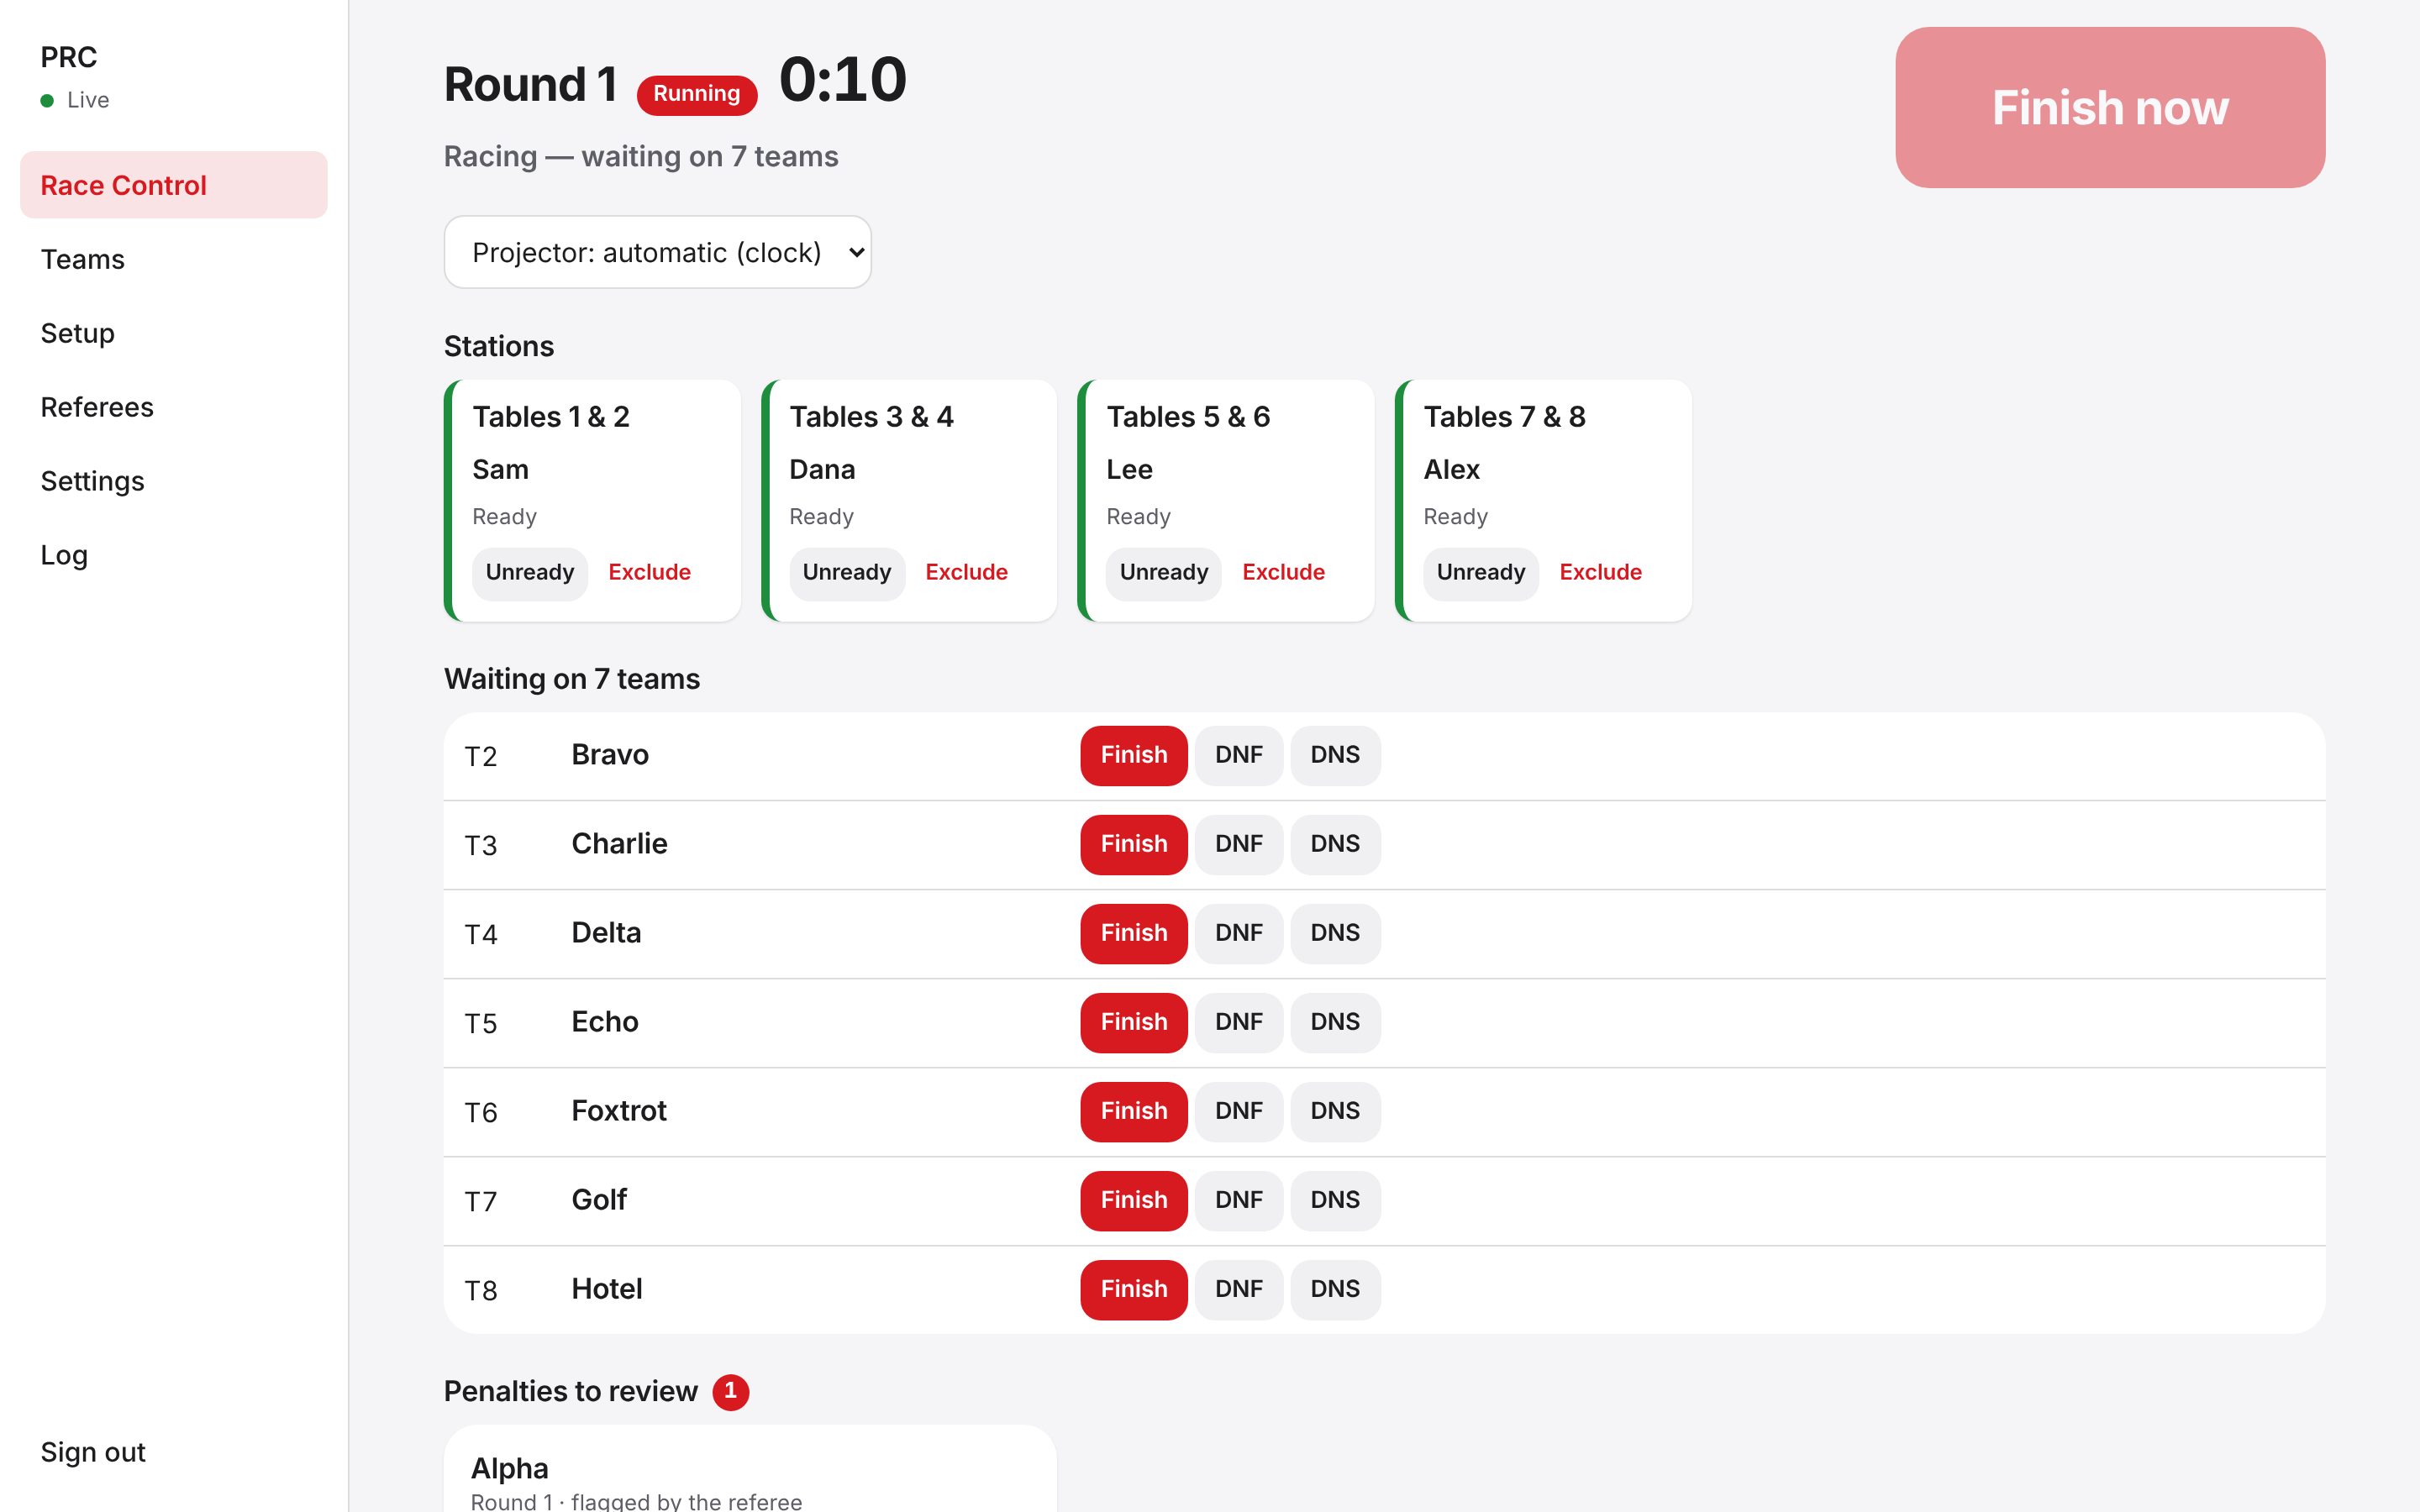 PRC
Live
Race Control
Teams
Setup
Referees
Settings
Log
Sign out
Round 1 Running 0:10
Finish now
Racing — waiting on 7 teams
Projector: automatic (clock)
Stations
Tables 1 & 2
Sam
Ready
Unready Exclude
Tables 3 & 4
Dana
Ready
Unready Exclude
Tables 5 & 6
Lee
Ready
Unready Exclude
Tables 7 & 8
Alex
Ready
Unready Exclude
Waiting on 7 teams
T2 Bravo Finish DNF DNS
T3 Charlie Finish DNF DNS
T4 Delta Finish DNF DNS
T5 Echo Finish DNF DNS
T6 Foxtrot Finish DNF DNS
T7 Golf Finish DNF DNS
T8 Hotel Finish DNF DNS
Penalties to review 1
Alpha
Round 1 · flagged by the referee